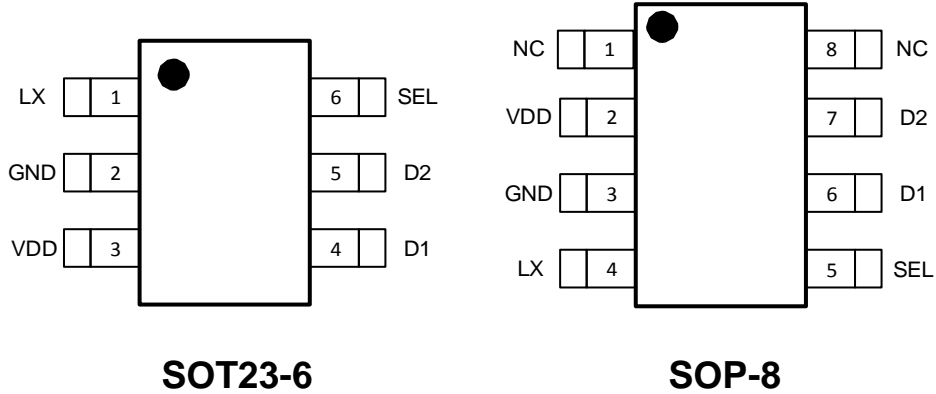 LX 1 6 SEL
GND 2 5 D2
VDD 3 4 D1
SOT23-6
NC 1 8 NC
VDD 2 7 D2
GND 3 6 D1
LX 4 5 SEL
SOP-8